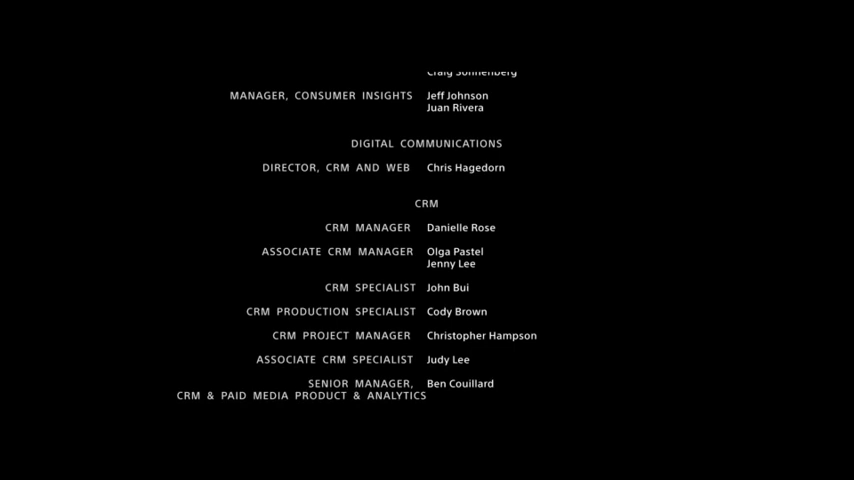 Craig Sonnenberg
MANAGER, CONSUMER INSIGHTS Jeff Johnson
Juan Rivera
DIGITAL COMMUNICATIONS
DIRECTOR, CRM AND WEB Chris Hagedorn
CRM
CRM MANAGER Danielle Rose
ASSOCIATE CRM MANAGER Olga Pastel
Jenny Lee
CRM SPECIALIST John Bui
CRM PRODUCTION SPECIALIST Cody Brown
CRM PROJECT MANAGER Christopher Hampson
ASSOCIATE CRM SPECIALIST Judy Lee
SENIOR MANAGER, Ben Couillard
CRM & PAID MEDIA PRODUCT & ANALYTICS